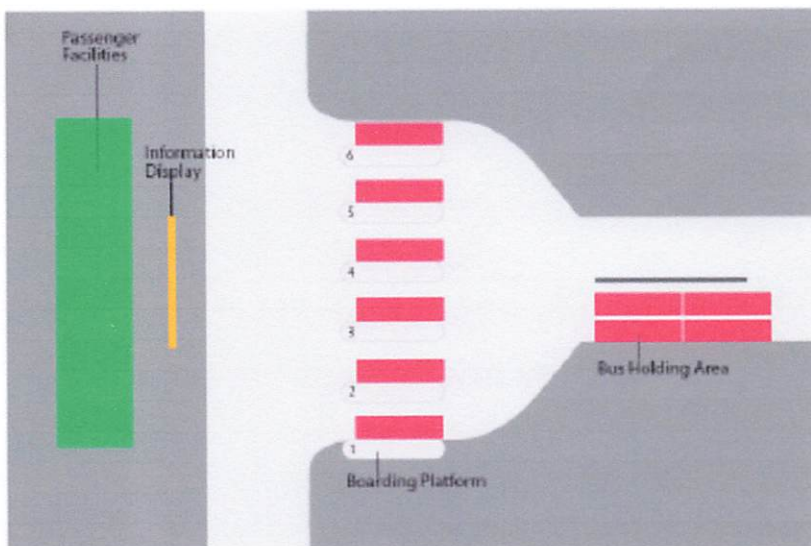 Passenger
Facilities
Information
Display
6
5
4
3
2
1
Bus Holding Area
Boarding Platform